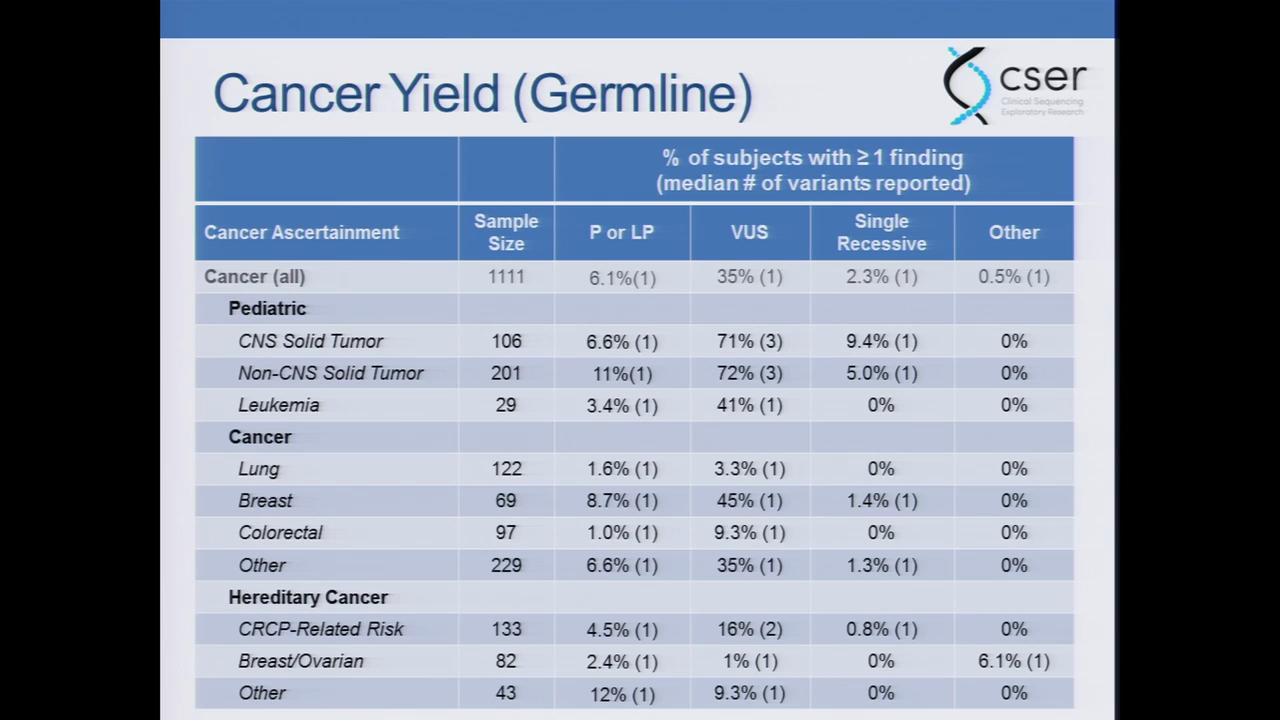 Cancer Yield (Germline)
cser
Clinical Sequencing
Exploratory Research
% of subjects with ≥ 1 finding
(median # of variants reported)
Cancer Ascertainment Sample Size P or LP VUS Single Recessive Other
Cancer (all) 1111 6.1%(1) 35% (1) 2.3% (1) 0.5% (1)
Pediatric
CNS Solid Tumor 106 6.6% (1) 71% (3) 9.4% (1) 0%
Non-CNS Solid Tumor 201 11%(1) 72% (3) 5.0% (1) 0%
Leukemia 29 3.4% (1) 41% (1) 0% 0%
Cancer
Lung 122 1.6% (1) 3.3% (1) 0% 0%
Breast 69 8.7% (1) 45% (1) 1.4% (1) 0%
Colorectal 97 1.0% (1) 9.3% (1) 0% 0%
Other 229 6.6% (1) 35% (1) 1.3% (1) 0%
Hereditary Cancer
CRCP-Related Risk 133 4.5% (1) 16% (2) 0.8% (1) 0%
Breast/Ovarian 82 2.4% (1) 1% (1) 0% 6.1% (1)
Other 43 12% (1) 9.3% (1) 0% 0%